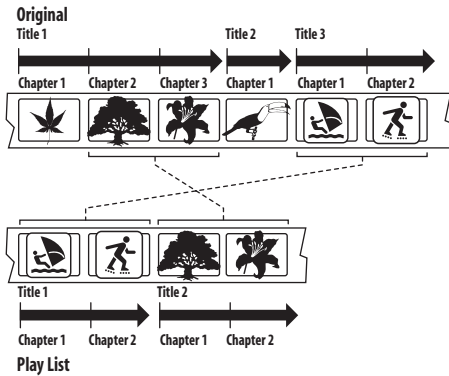 Original
Title 1 Title 2 Title 3
Chapter 1 Chapter 2 Chapter 3 Chapter 1 Chapter 1 Chapter 2
Title 1 Title 2
Chapter 1 Chapter 2 Chapter 1 Chapter 2
Play List